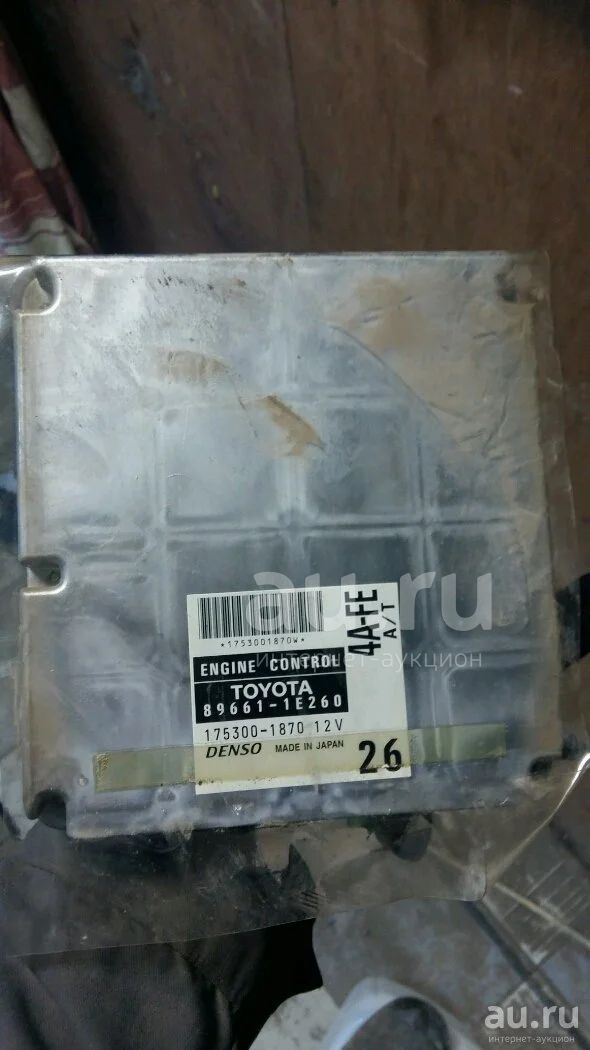 *1753001870W*
4A-FE
A/T
ENGINE CONTROL
TOYOTA
89661-1E260
175300-1870 12V
DENSO MADE IN JAPAN
26
au.ru
интернет-аукцион
au.ru
интернет-аукцион